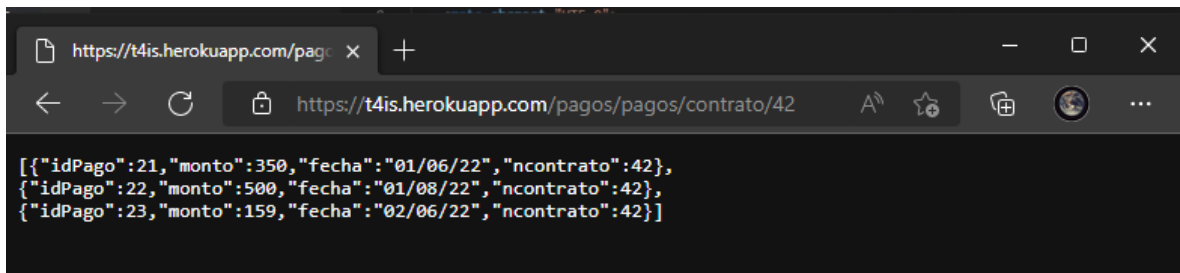 https://t4is.herokuapp.com/pago
https://t4is.herokuapp.com/pagos/pagos/contrato/42
[{"idPago":21,"monto":350,"fecha":"01/06/22","ncontrato":42},
{"idPago":22,"monto":500,"fecha":"01/08/22","ncontrato":42},
{"idPago":23,"monto":159,"fecha":"02/06/22","ncontrato":42}]